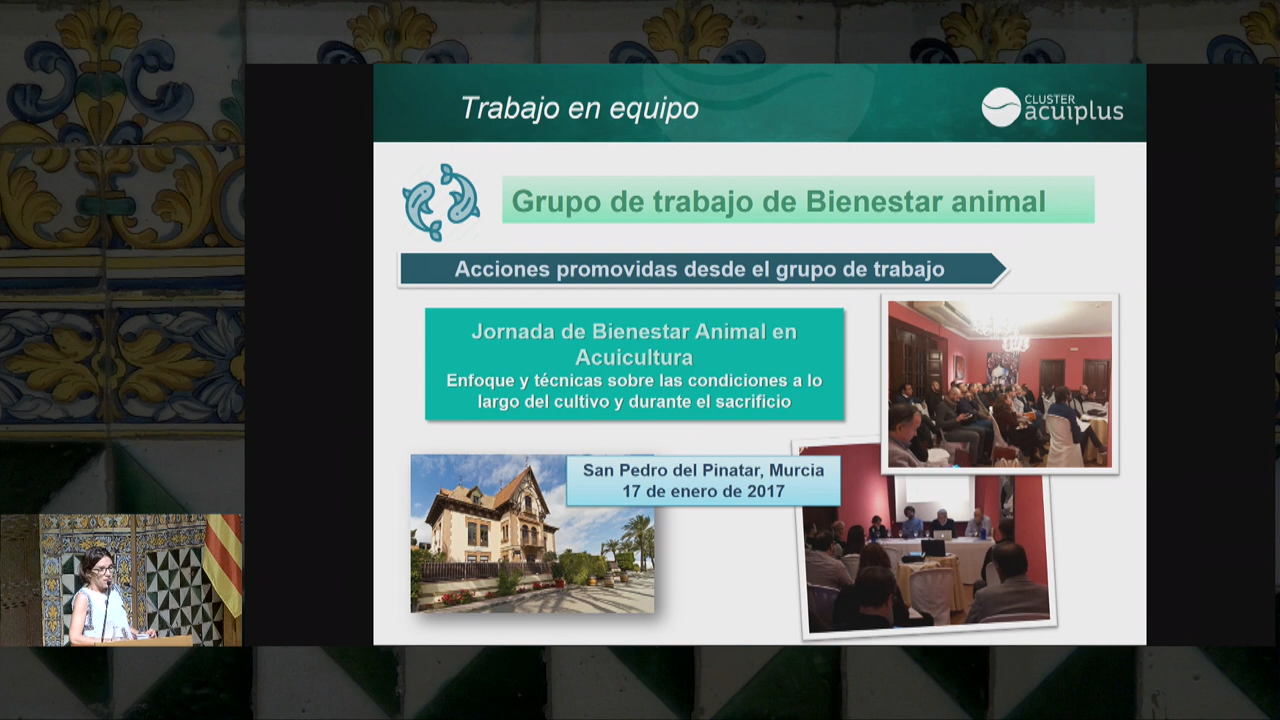 Trabajo en equipo
CLUSTER
acuiplus
Grupo de trabajo de Bienestar animal
Acciones promovidas desde el grupo de trabajo
Jornada de Bienestar Animal en
Acuicultura
Enfoque y técnicas sobre las condiciones a lo
largo del cultivo y durante el sacrificio
San Pedro del Pinatar, Murcia
17 de enero de 2017